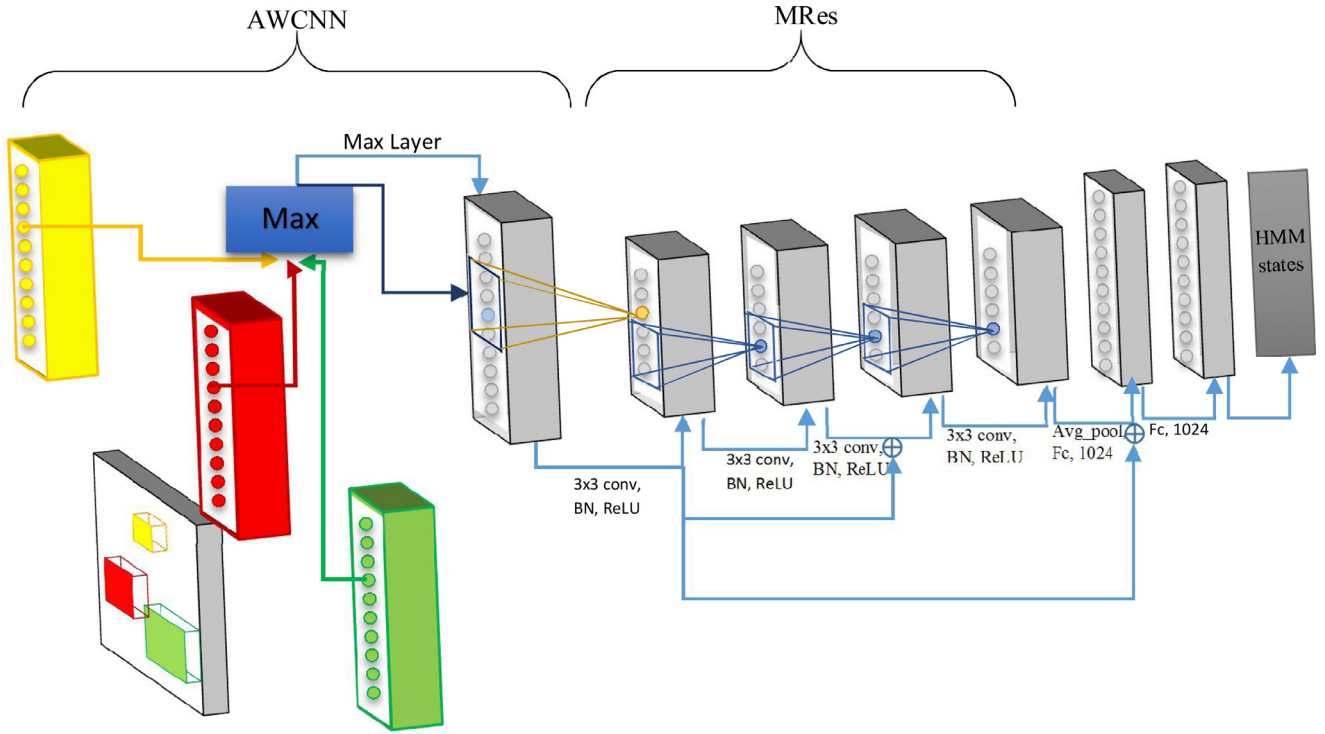 AWCNN
MRes
Max Layer
Max
HMM
states
3x3 conv,
BN, ReLU
3x3 conv,
BN, ReLU
3x3 conv,
BN, ReLU
3x3 conv,
BN, ReLU
Avg_pool,
Fc, 1024
Fc, 1024